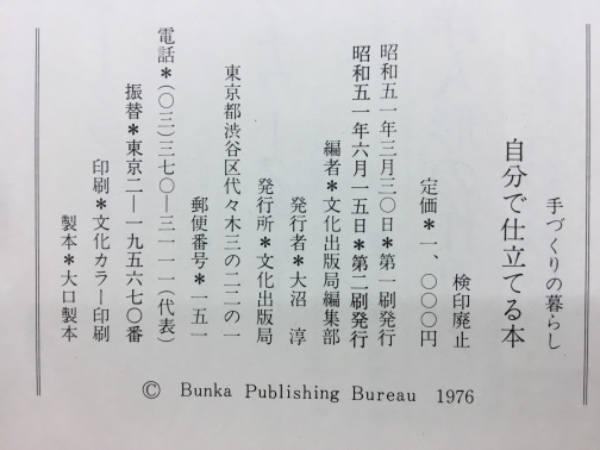 手づくりの暮らし
自分で仕立てる本
検印廃止
定価＊一、〇〇〇円
昭和五一年三月三〇日＊第一刷発行
昭和五一年六月一五日＊第二刷発行
編者＊文化出版局編集部
発行者＊大沼 淳
発行所＊文化出版局
東京都渋谷区代々木三の二二の一
郵便番号＊一五一
電話＊(〇三)三七〇―三一一一(代表)
振替＊東京二―一九五六七〇番
印刷＊文化カラー印刷
製本＊大口製本
© Bunka Publishing Bureau 1976